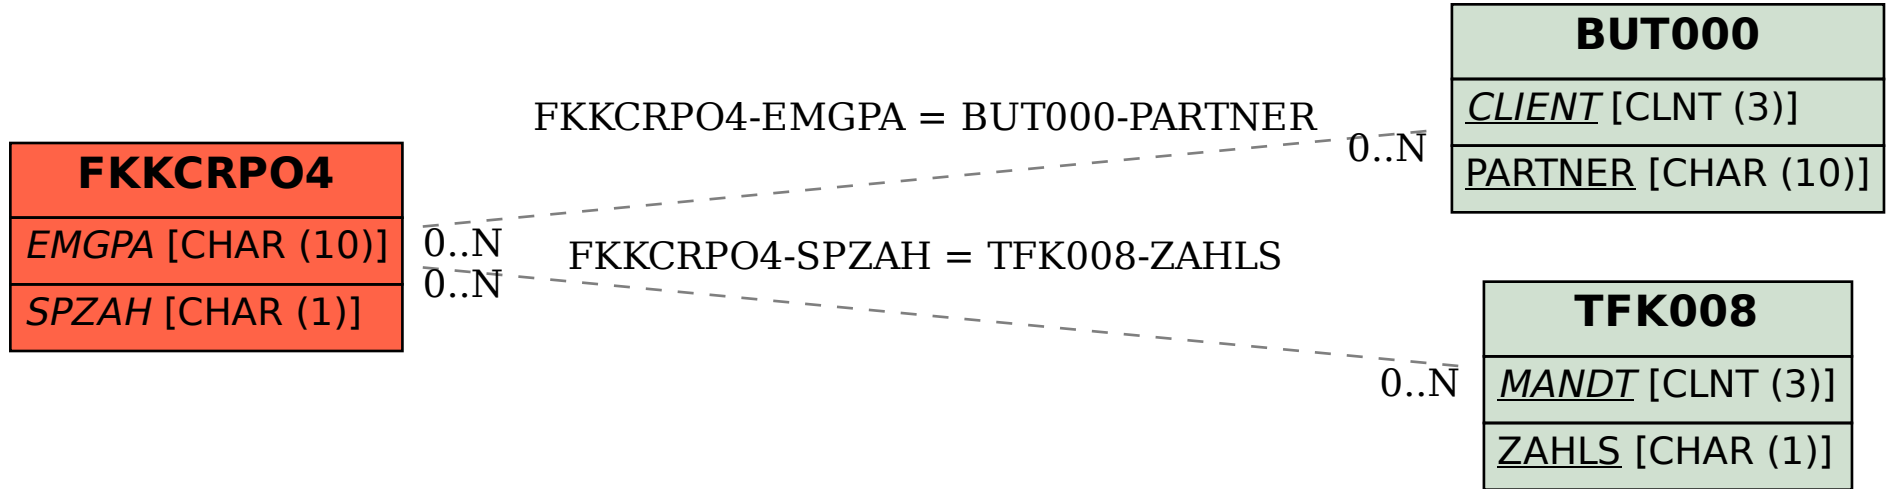 BUT000
CLIENT [CLNT (3)]
PARTNER [CHAR (10)]
FKKCRPO4-EMGPA = BUT000-PARTNER
0..N
FKKCRPO4
EMGPA [CHAR (10)]
SPZAH [CHAR (1)]
0..N
0..N
FKKCRPO4-SPZAH = TFK008-ZAHLS
0..N
TFK008
MANDT [CLNT (3)]
ZAHLS [CHAR (1)]